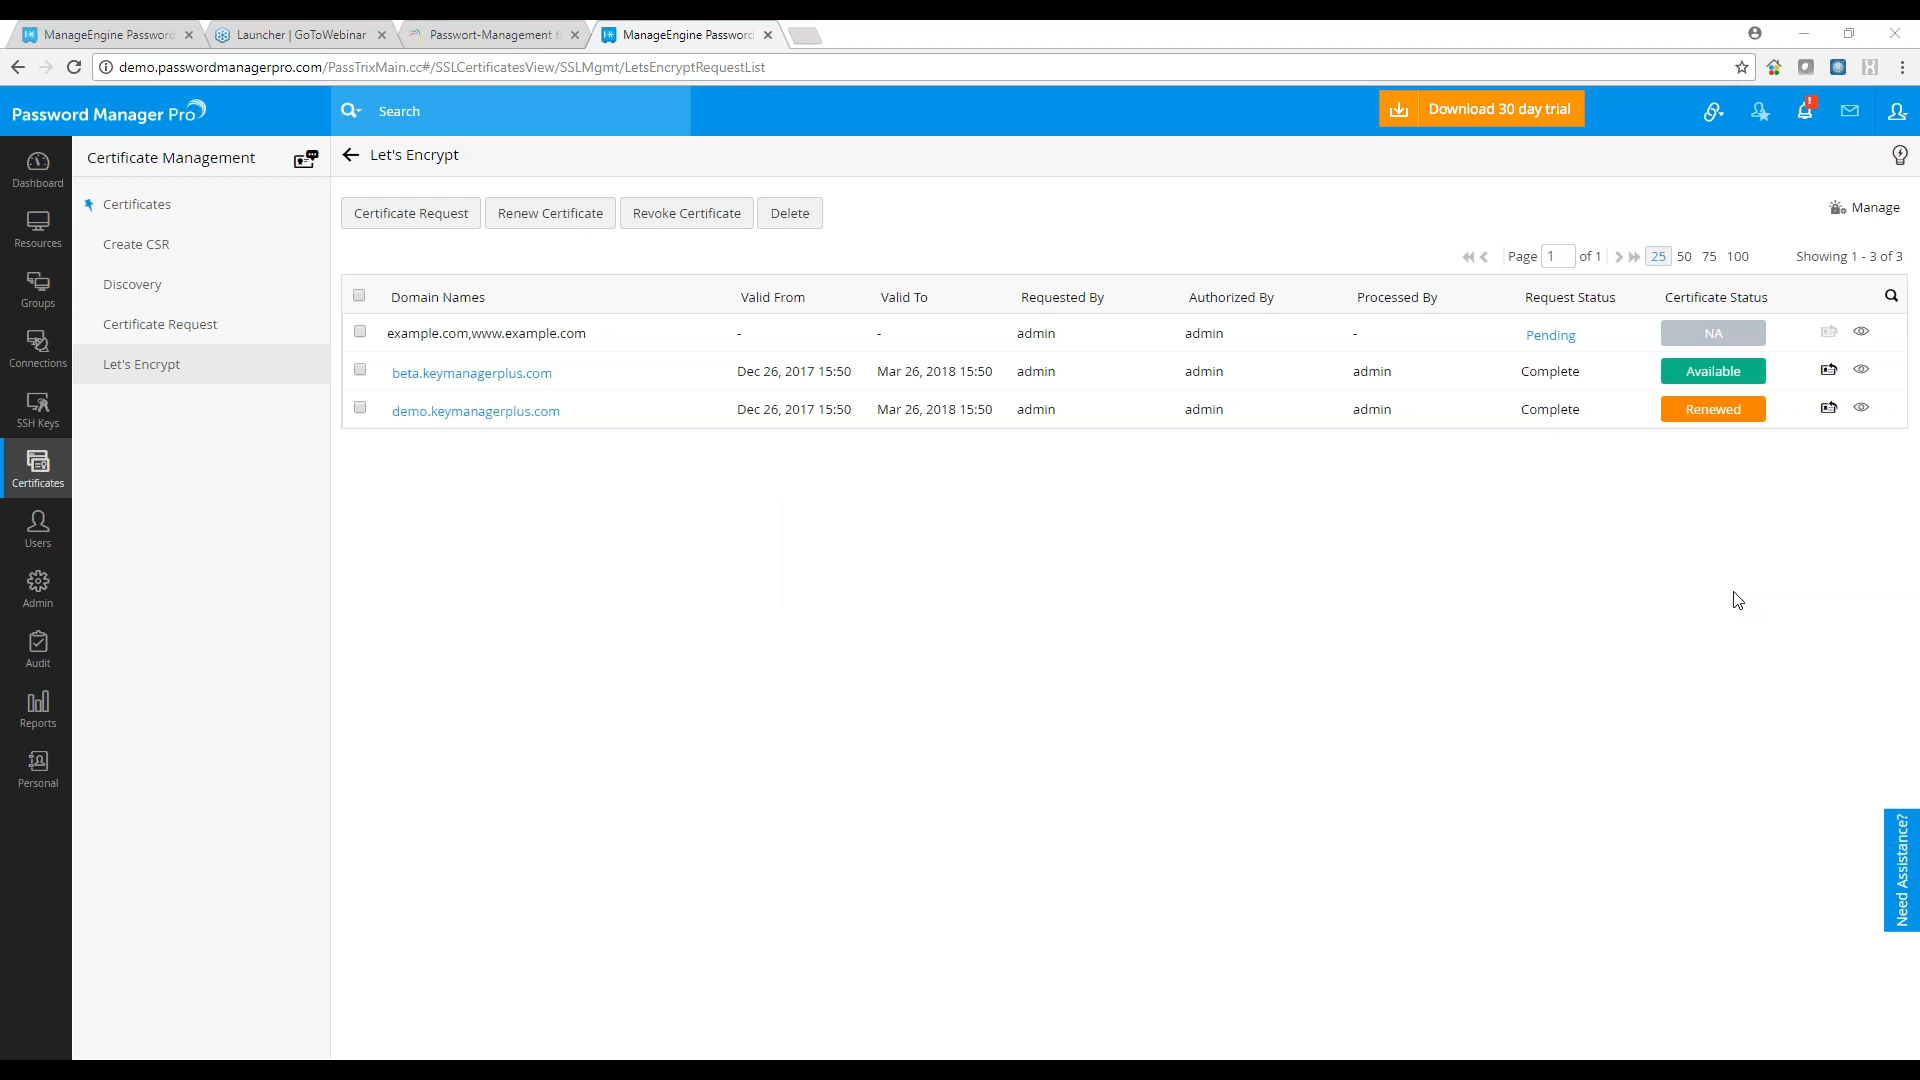 ManageEngine Password
Launcher | GoToWebinar
Passwort-Management f
ManageEngine Password
demo.passwordmanagerpro.com/PassTrixMain.cc#/SSLCertificatesView/SSLMgmt/LetsEncryptRequestList
Password Manager Pro
Search
Download 30 day trial
1
Dashboard
Resources
Groups
Connections
SSH Keys
Certificates
Users
Admin
Audit
Reports
Personal
Certificate Management
Certificates
Create CSR
Discovery
Certificate Request
Let's Encrypt
Let's Encrypt
Certificate Request Renew Certificate Revoke Certificate Delete
Manage
Page 1 of 1 25 50 75 100 Showing 1 - 3 of 3
Domain Names Valid From Valid To Requested By Authorized By Processed By Request Status Certificate Status
example.com,www.example.com - - admin admin - Pending NA
beta.keymanagerplus.com Dec 26, 2017 15:50 Mar 26, 2018 15:50 admin admin admin Complete Available
demo.keymanagerplus.com Dec 26, 2017 15:50 Mar 26, 2018 15:50 admin admin admin Complete Renewed
Need Assistance?